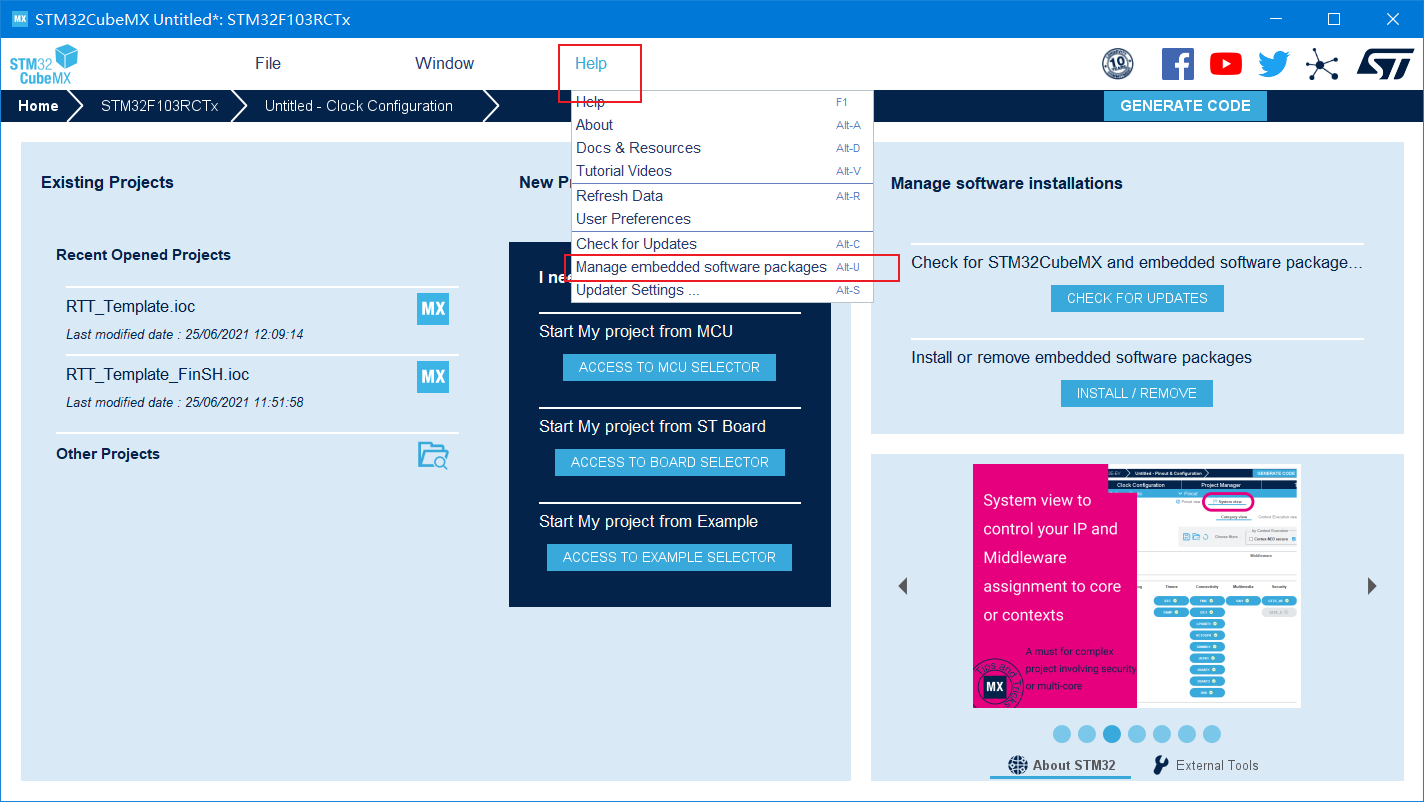 MX STM32CubeMX Untitled*: STM32F103RCTx
STM32
CubeMX
File
Window
Help
10
Home
STM32F103RCTx
Untitled - Clock Configuration
GENERATE CODE
Help F1
About Alt-A
Docs & Resources Alt-D
Tutorial Videos Alt-V
Refresh Data Alt-R
User Preferences
Check for Updates Alt-C
Manage embedded software packages Alt-U
Updater Settings ... Alt-S
Existing Projects
Recent Opened Projects
RTT_Template.ioc
MX
Last modified date : 25/06/2021 12:09:14
RTT_Template_FinSH.ioc
MX
Last modified date : 25/06/2021 11:51:58
Other Projects
New Pr
I nee
Start My project from MCU
ACCESS TO MCU SELECTOR
Start My project from ST Board
ACCESS TO BOARD SELECTOR
Start My project from Example
ACCESS TO EXAMPLE SELECTOR
Manage software installations
Check for STM32CubeMX and embedded software package...
CHECK FOR UPDATES
Install or remove embedded software packages
INSTALL / REMOVE
System view to
control your IP and
Middleware
assignment to core
or contexts
A must for complex
project involving security
or multi-core
Tips and Tricks
MX
Untitled - Pinout & Configuration
GENERATE CODE
Clock Configuration
Project Manager
Pinout
System view
Category view
Middleware
Timers
Connectivity
Multimedia
Security
About STM32
External Tools